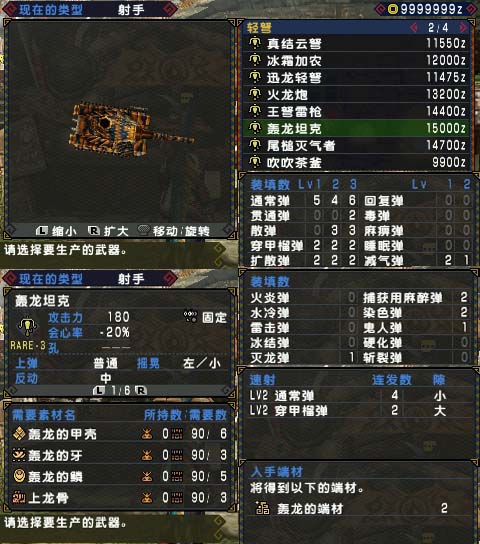 现在的类型 射手
9999999z
轻弩 2/4
真结云弩 11550z
冰霜加农 12000z
迅龙轻弩 11475z
火龙炮 13200z
王弩雷枪 14400z
轰龙坦克 15000z
尾槌灭气者 14700z
吹吹茶釜 9900z
L 缩小 R 扩大 移动/旋转
请选择要生产的武器。
装填数 Lv1 2 3 Lv 1 2
通常弹 5 4 6 回复弹 0 0
贯通弹 0 0 2 毒弹 0 0
散弹 0 3 3 麻痹弹 0 0
穿甲榴弹 2 2 2 睡眠弹 0 0
扩散弹 2 2 2 减气弹 2 1
现在的类型 射手
轰龙坦克
攻击力 180 固定
会心率 -20%
RARE-3 孔 ---
上弹 普通 摇晃 左/小
反动 中
L 1/6 R
装填数
火炎弹 0 捕获用麻醉弹 2
水冷弹 0 染色弹 2
雷击弹 0 鬼人弹 1
冰结弹 0 硬化弹 0
灭龙弹 1 斩裂弹 0
速射 连发数 隙
LV2 通常弹 4 小
LV2 穿甲榴弹 2 大
需要素材名 所持数 需要数
轰龙的甲壳 0 90/ 6
轰龙的牙 0 90/ 3
轰龙的鳞 0 90/ 5
上龙骨 0 90/ 3
请选择要生产的武器。
入手端材
将得到以下的端材。
轰龙的端材 2